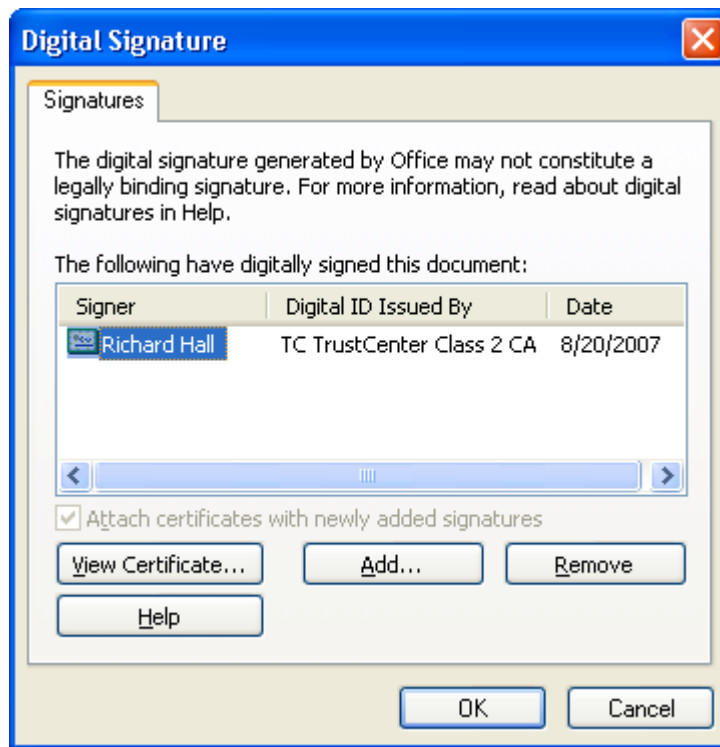 Digital Signature
Signatures
The digital signature generated by Office may not constitute a
legally binding signature. For more information, read about digital
signatures in Help.
The following have digitally signed this document:
Signer Digital ID Issued By Date
Richard Hall TC TrustCenter Class 2 CA 8/20/2007
Attach certificates with newly added signatures
View Certificate... Add... Remove
Help
OK Cancel